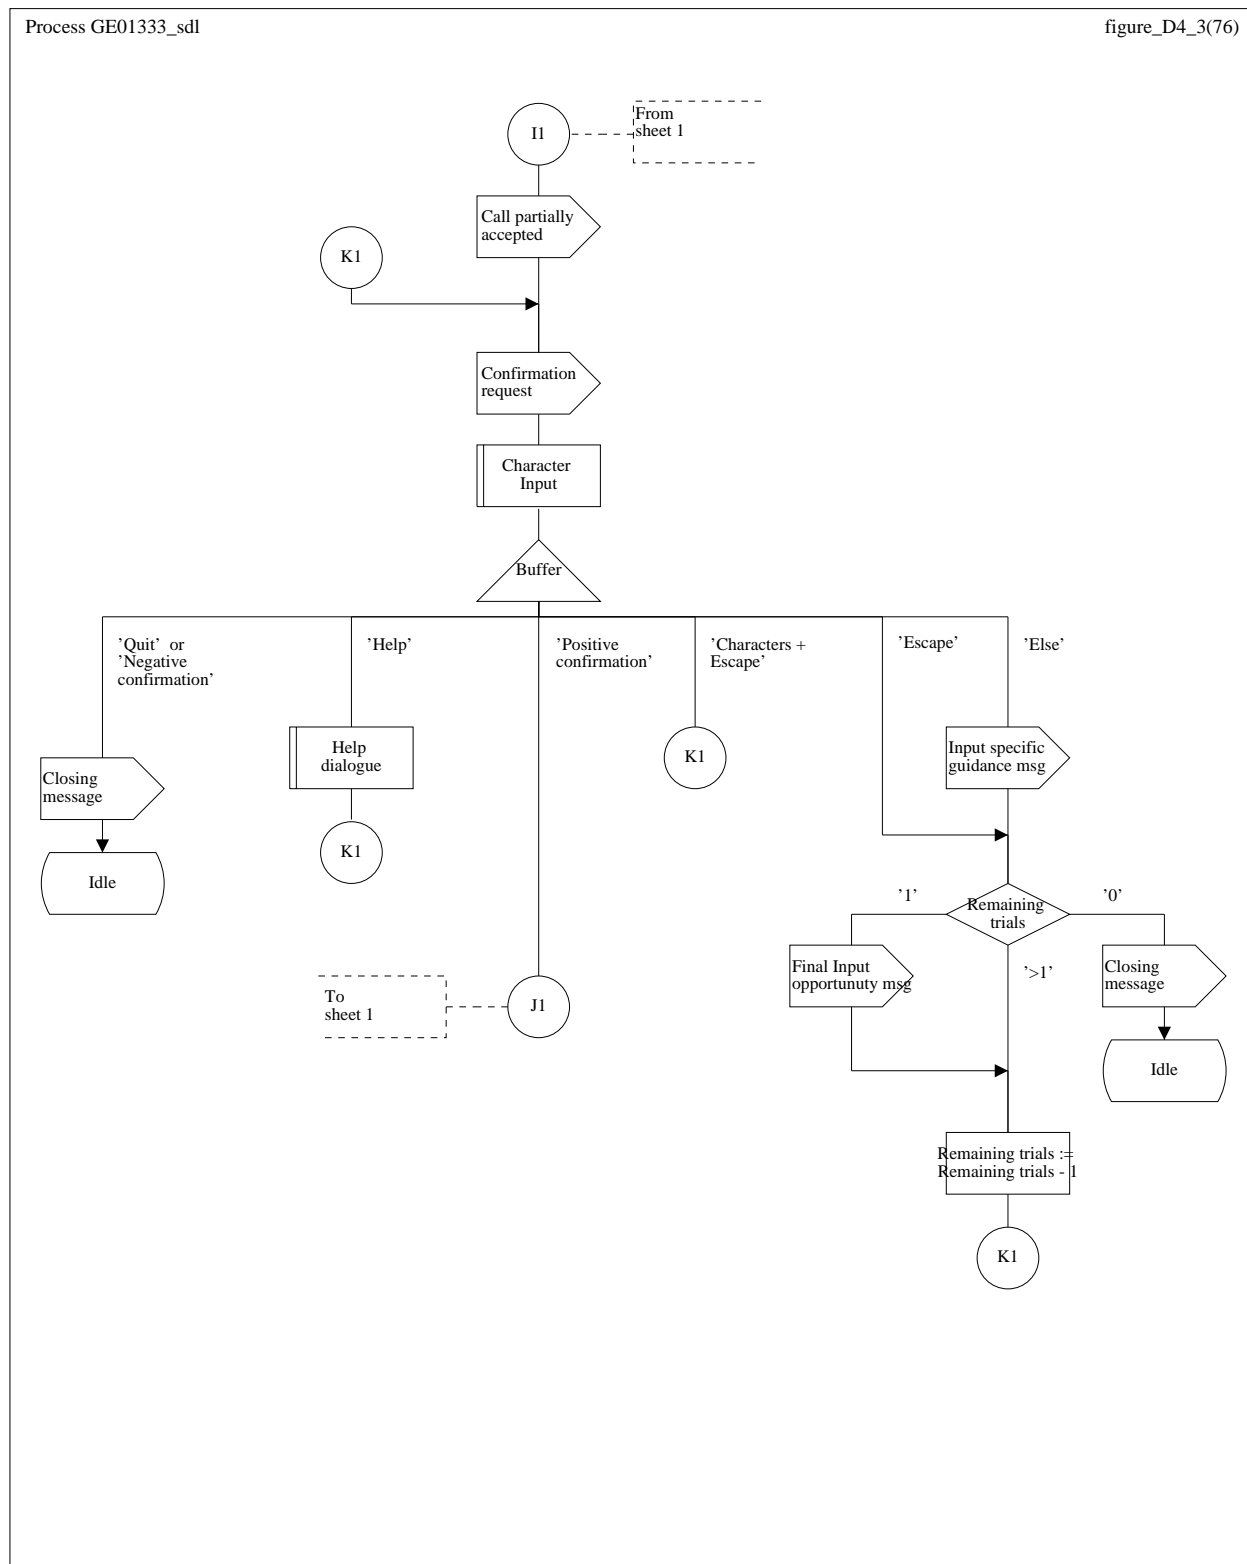 Process GE01333_sdl
figure_D4_3(76)
I1
From
sheet 1
Call partially
accepted
K1
Confirmation
request
Character
Input
Buffer
’Quit’ or
’Negative
confirmation’
’Help’
’Positive
confirmation’
’Characters +
Escape’
’Escape’
’Else’
Closing
message
Idle
Help
dialogue
K1
K1
Input specific
guidance msg
Remaining
trials
’1’
’0’
’>1’
Final Input
opportunuty msg
Closing
message
Idle
To
sheet 1
J1
Remaining trials :=
Remaining trials - 1
K1